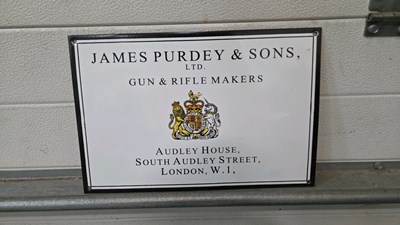 JAMES PURDEY & SONS,
LTD.
GUN & RIFLE MAKERS
AUDLEY HOUSE,
SOUTH AUDLEY STREET,
LONDON, W.1,